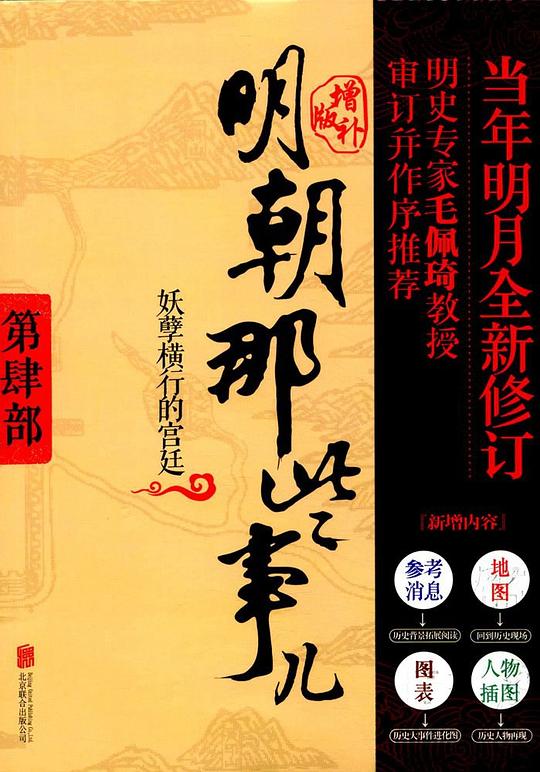 当年明月全新修订
明史专家毛佩琦教授
审订并作序推荐
『新增内容』
参考
消息
历史背景拓展阅读
地
图
回到历史现场
图
表
历史大事件进化图
人物
插图
历史人物再现
增补
版
明朝那些事儿
妖孽横行的宫廷
第肆部
北京联合出版公司
Beijing United Publishing Co.,Ltd.